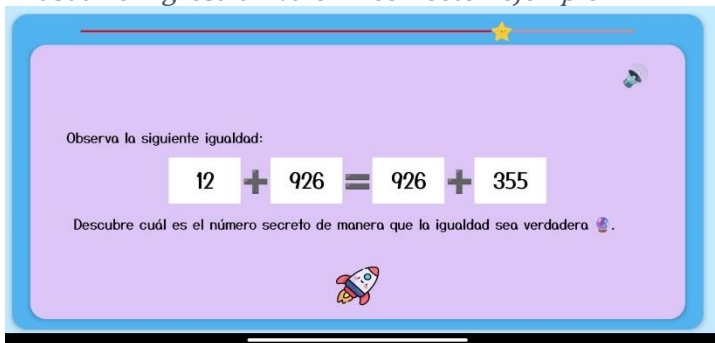 Observa la siguiente igualdad:
12 + 926 = 926 + 355
Descubre cuál es el número secreto de manera que la igualdad sea verdadera 🔮.